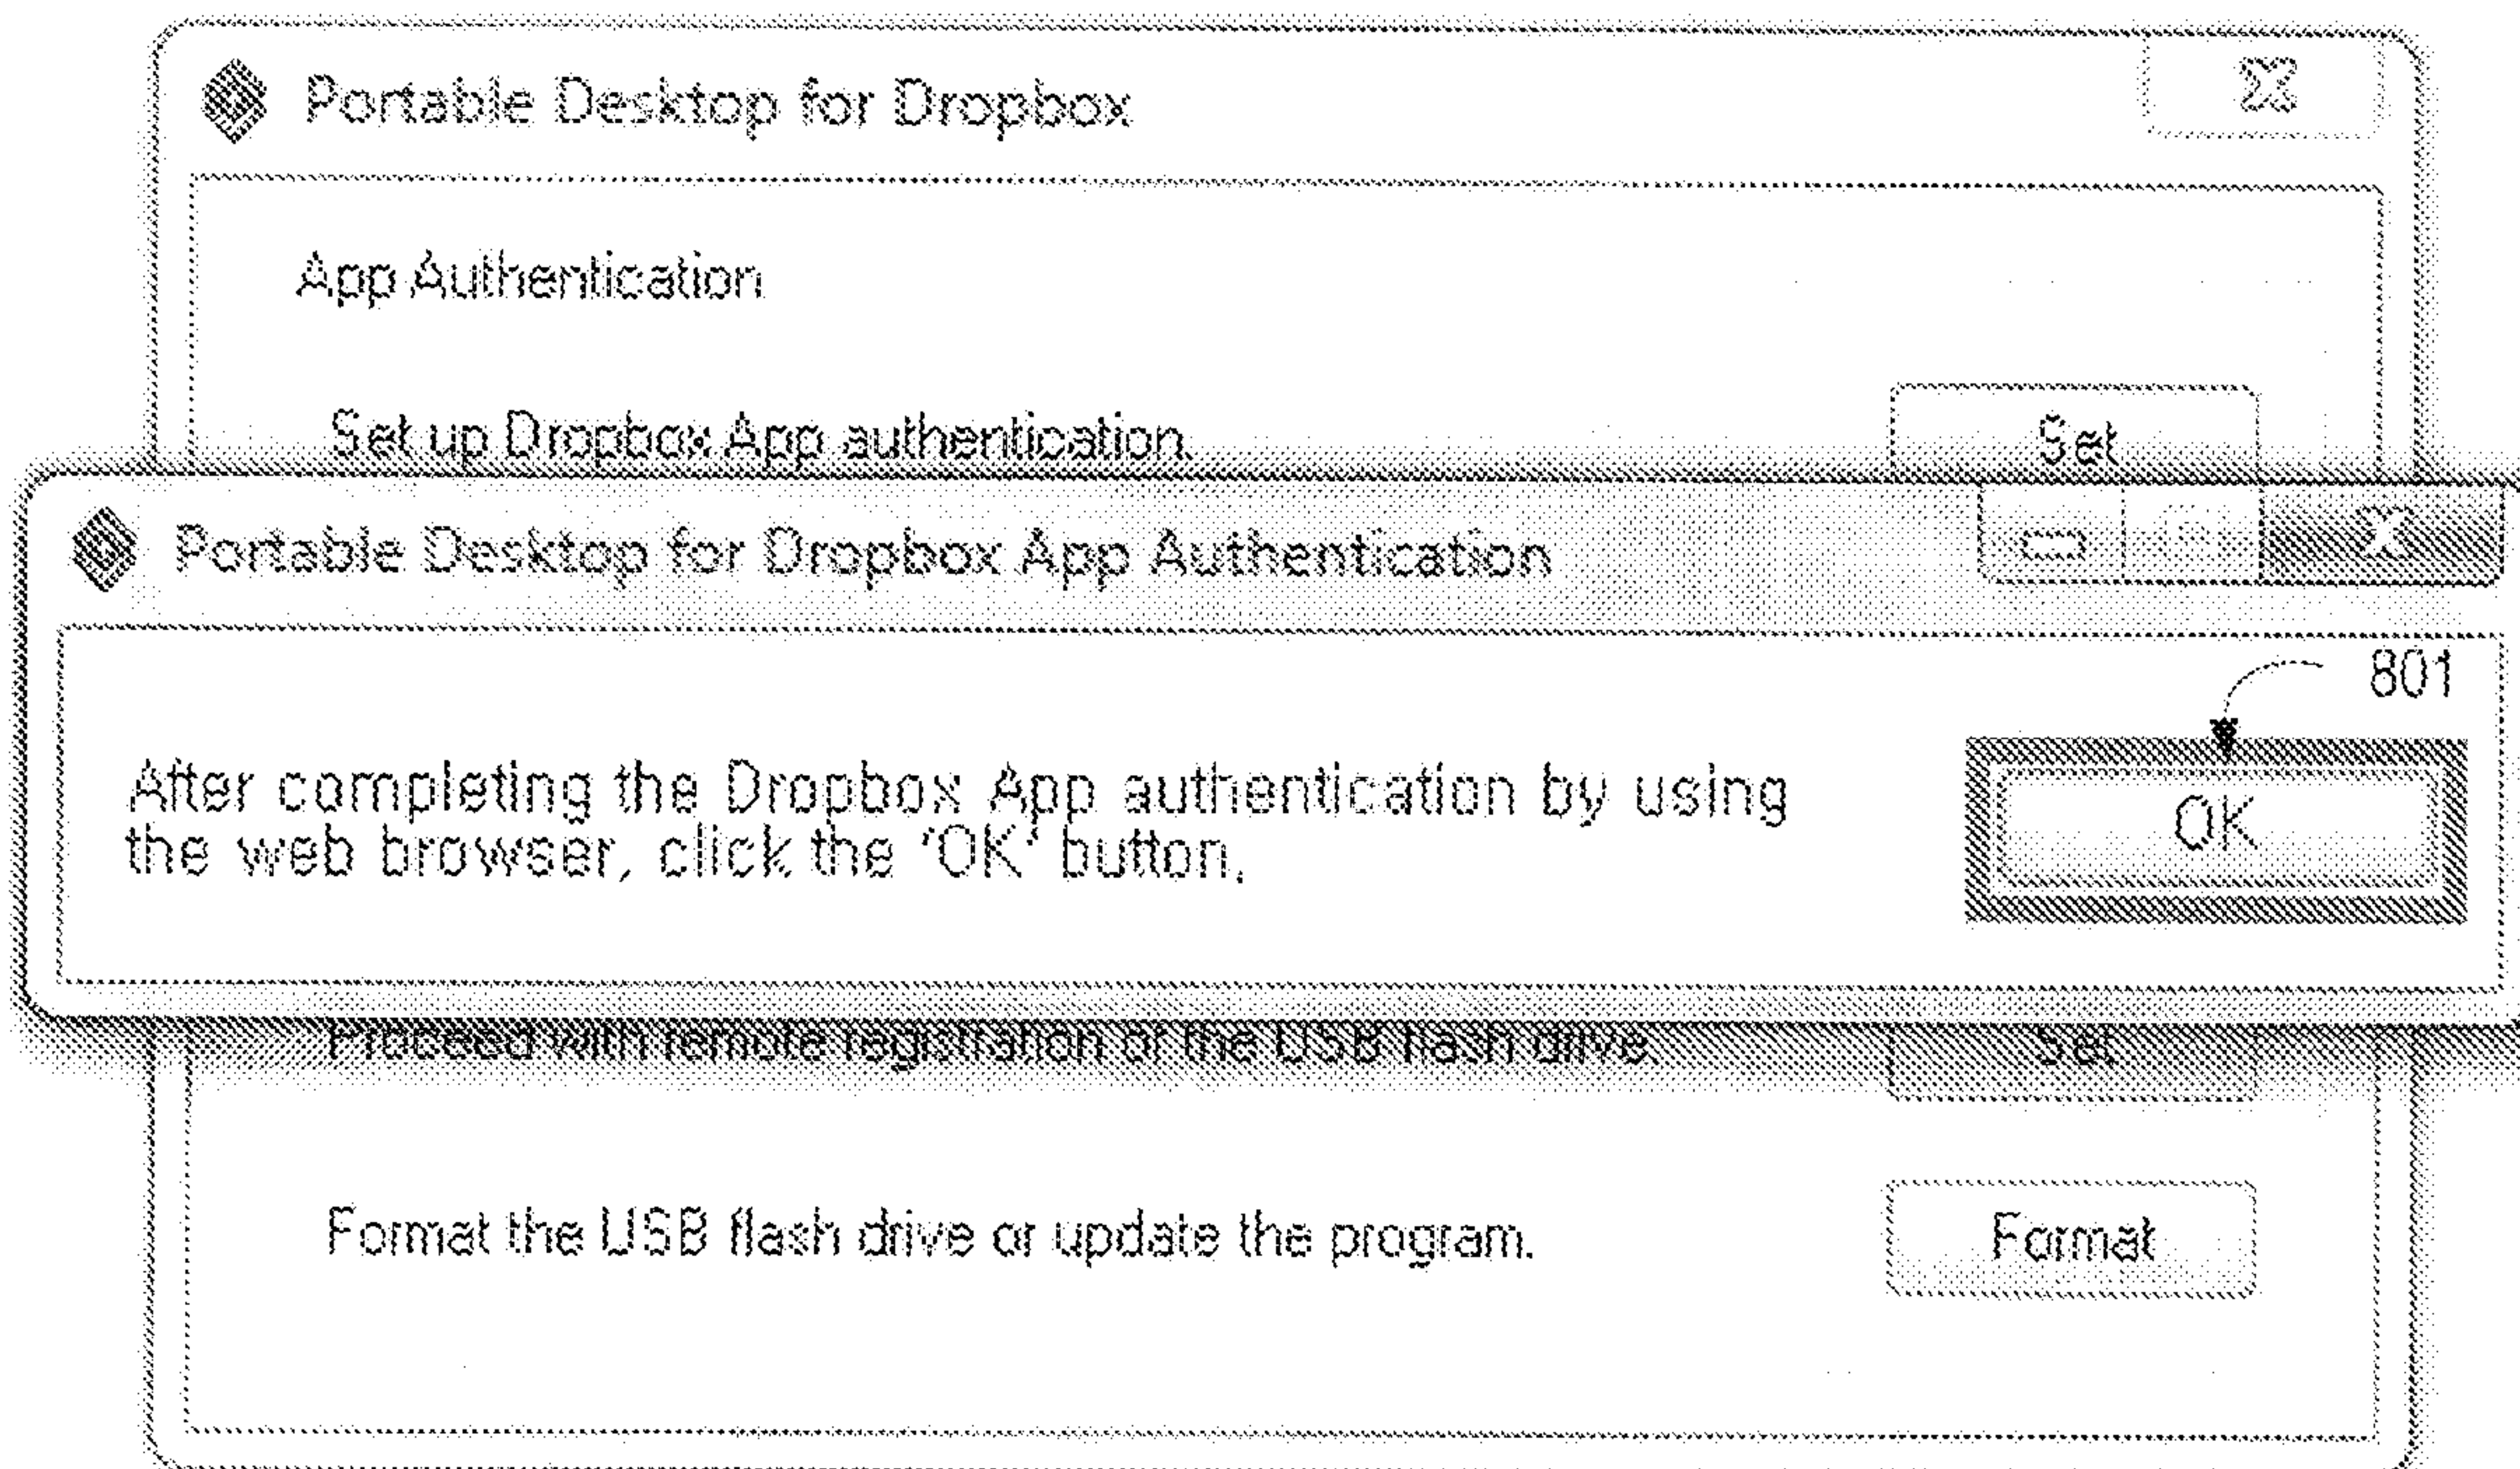 Portable Desktop for Dropbox
App Authentication
Set up Dropbox App authentication.
Set
Portable Desktop for Dropbox App Authentication
801
After completing the Dropbox App authentication by using
the web browser, click the 'OK' button.
OK
Proceed with remote registration of the USB flash drive.
Set
Format the USB flash drive or update the program.
Format